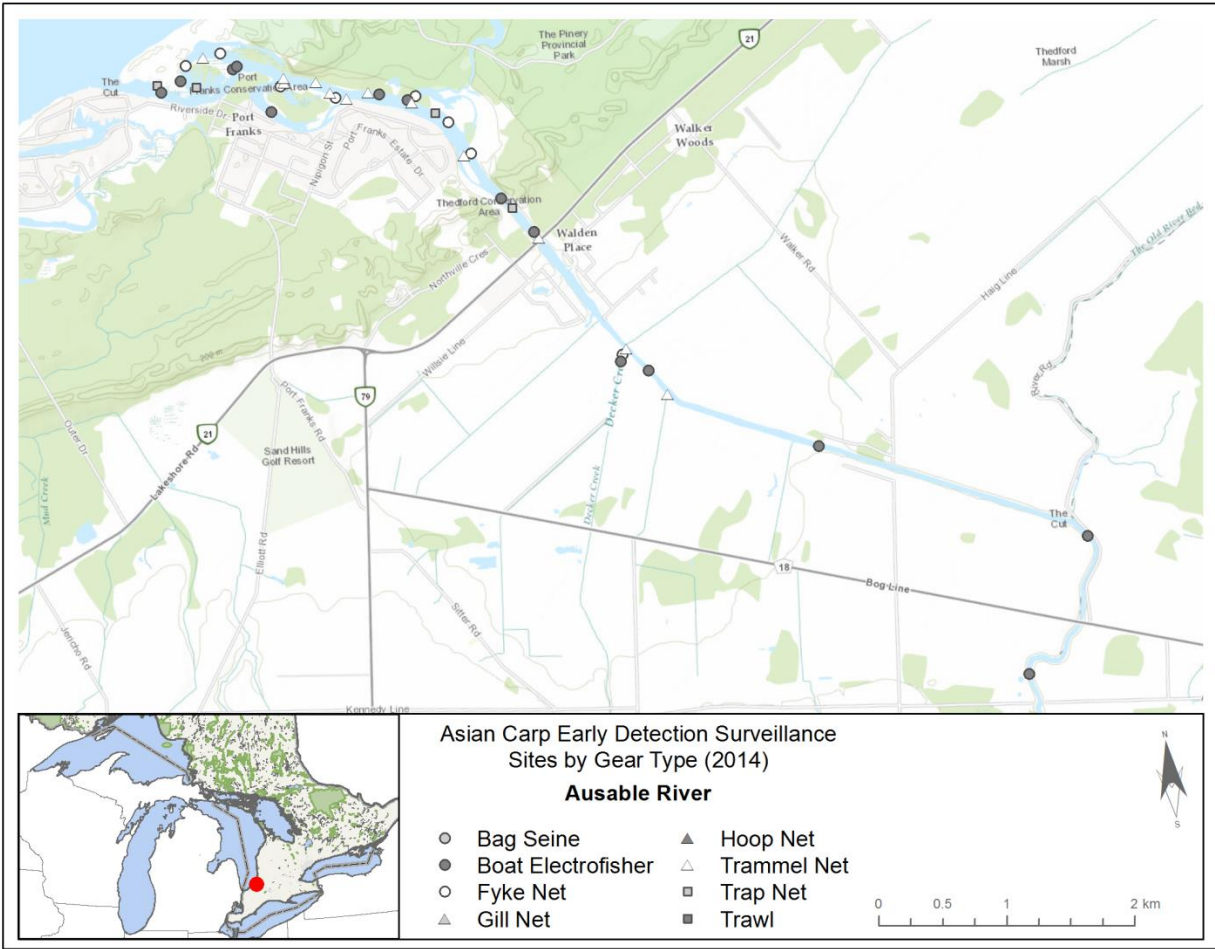 The Pinery
Provincial
Park
21
Thedford
Marsh
The
Cut
Port
Franks Conservation Area
Riverside Dr
Port
Franks
Nipigon St
Port
Franks Estate Dr
Walker
Woods
Thedford Conservation
Area
Walden
Place
Northville Cres
Walker Rd
Haig Line
The Old River Bed
River Rd
Willsie Line
200 m
Port Franks Rd
79
Decker Creek
Outer Dr
21
Lakeshore Rd
Sand Hills
Golf Resort
Mud Creek
Decker Creek
The
Cut
Elliott Rd
18
Bog Line
Sitter Rd
Jericho Rd
Kennedy Line
Asian Carp Early Detection Surveillance
Sites by Gear Type (2014)
Ausable River
Bag Seine
Boat Electrofisher
Fyke Net
Gill Net
Hoop Net
Trammel Net
Trap Net
Trawl
N
S
0 0.5 1 2 km